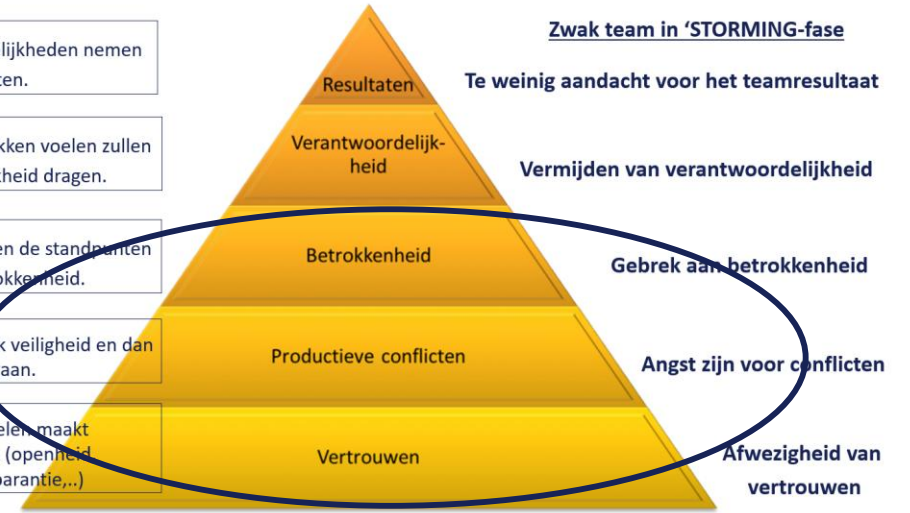 Zwak team in ‘STORMING-fase
lijkheden nemen
ten.
Resultaten
Te weinig aandacht voor het teamresultaat
kken voelen zullen
kheid dragen.
Verantwoordelijk-
heid
Vermijden van verantwoordelijkheid
en de standpunten
okkenheid.
Betrokkenheid
Gebrek aan betrokkenheid
k veiligheid en dan
aan.
Productieve conflicten
Angst zijn voor conflicten
elen maakt
(openheid
parantie,..)
Vertrouwen
Afwezigheid van
vertrouwen